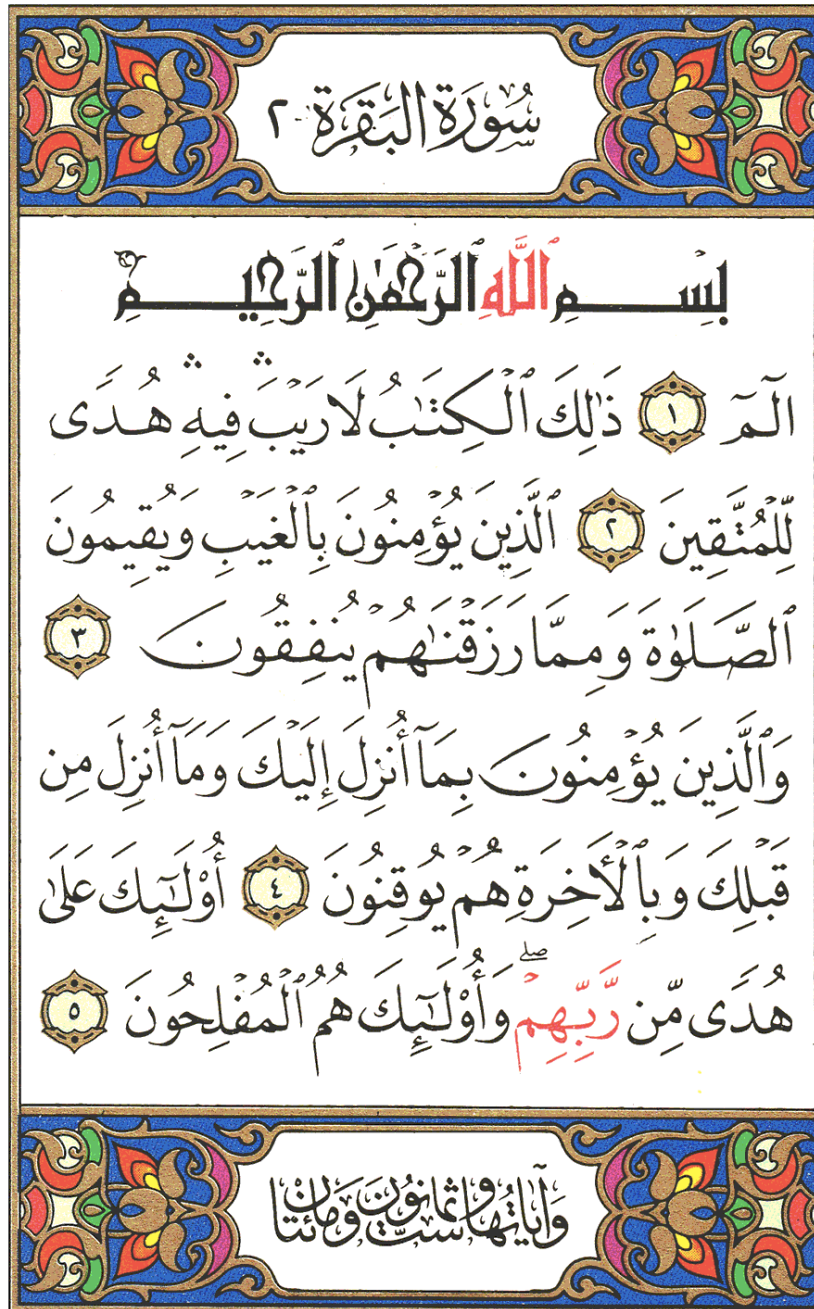 سُورَةُ البَقَرَةِ ٢
بِسْمِ ٱللَّهِ ٱلرَّحْمَٰنِ ٱلرَّحِيمِ
الٓمٓ ١ ذَٰلِكَ ٱلْكِتَٰبُ لَا رَيْبَ ۛ فِيهِ ۛ هُدًى
لِّلْمُتَّقِينَ ٢ ٱلَّذِينَ يُؤْمِنُونَ بِٱلْغَيْبِ وَيُقِيمُونَ
ٱلصَّلَوٰةَ وَمِمَّا رَزَقْنَٰهُمْ يُنفِقُونَ ٣
وَٱلَّذِينَ يُؤْمِنُونَ بِمَآ أُنزِلَ إِلَيْكَ وَمَآ أُنزِلَ مِن
قَبْلِكَ وَبِٱلْأَخِرَةِ هُمْ يُوقِنُونَ ٤ أُو۟لَٰٓئِكَ عَلَىٰ
هُدًى مِّن رَّبِّهِمْ ۖ وَأُو۟لَٰٓئِكَ هُمُ ٱلْمُفْلِحُونَ ٥
وَآيَاتُهَا سِتٌّ وَثَمَانُونَ وَمَائَتَانِ